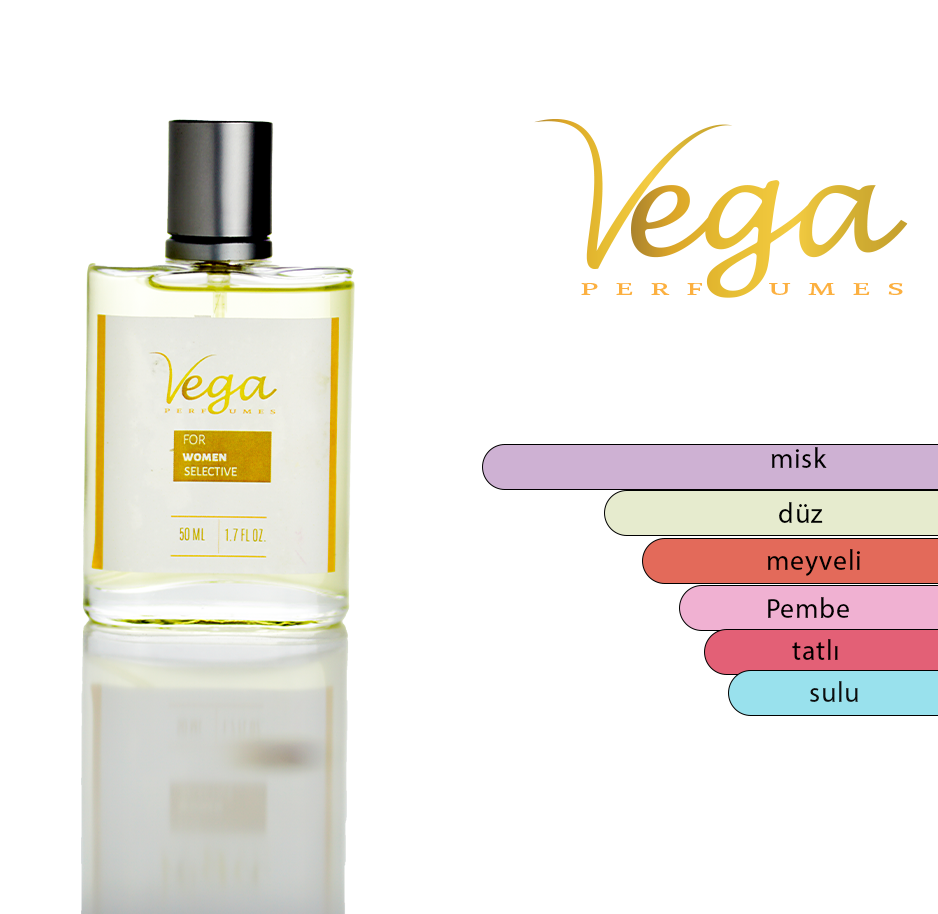 Vega
PERFUMES
Vega
PERFUMES
FOR
WOMEN
SELECTIVE
50 ML 1.7 FL OZ.
misk
düz
meyveli
Pembe
tatlı
sulu